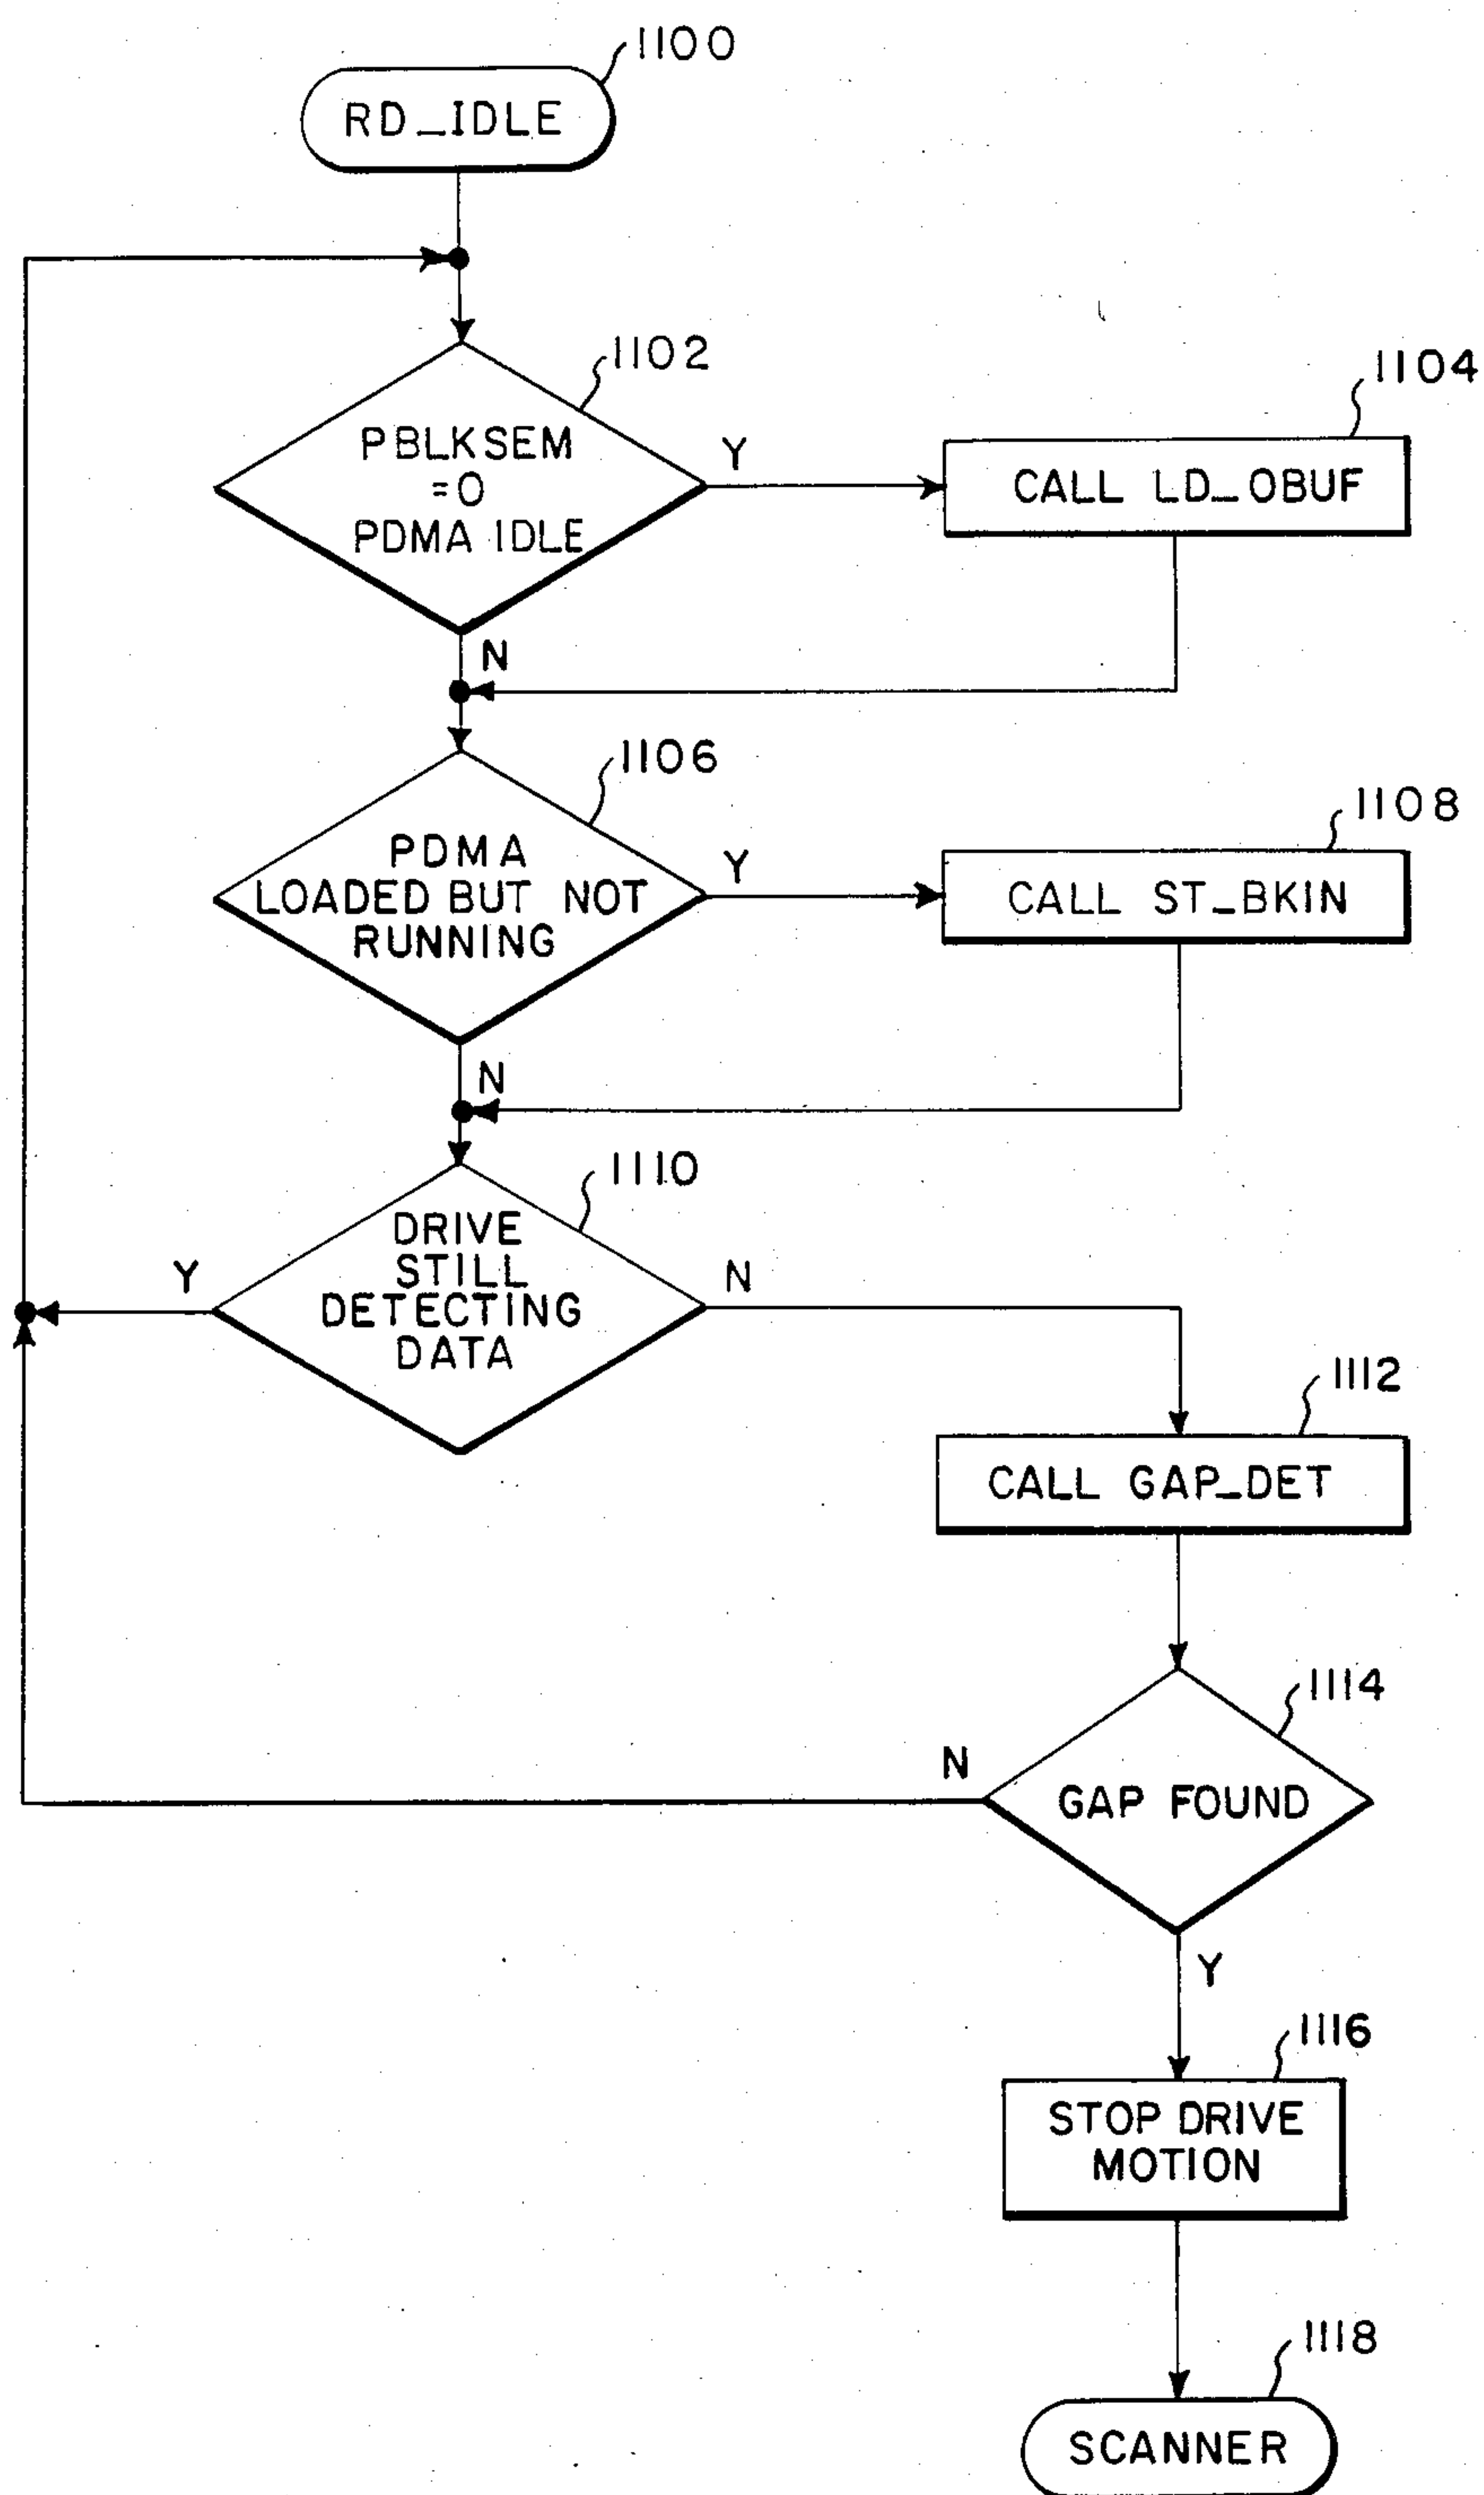 1100
RD_IDLE
1102
PBLKSEM
=0
PDMA IDLE
Y
1104
CALL LD_OBUF
N
1106
PDMA
LOADED BUT NOT
RUNNING
Y
1108
CALL ST_BKIN
N
1110
DRIVE
STILL
DETECTING
DATA
Y
N
1112
CALL GAP_DET
1114
GAP FOUND
N
Y
1116
STOP DRIVE
MOTION
1118
SCANNER